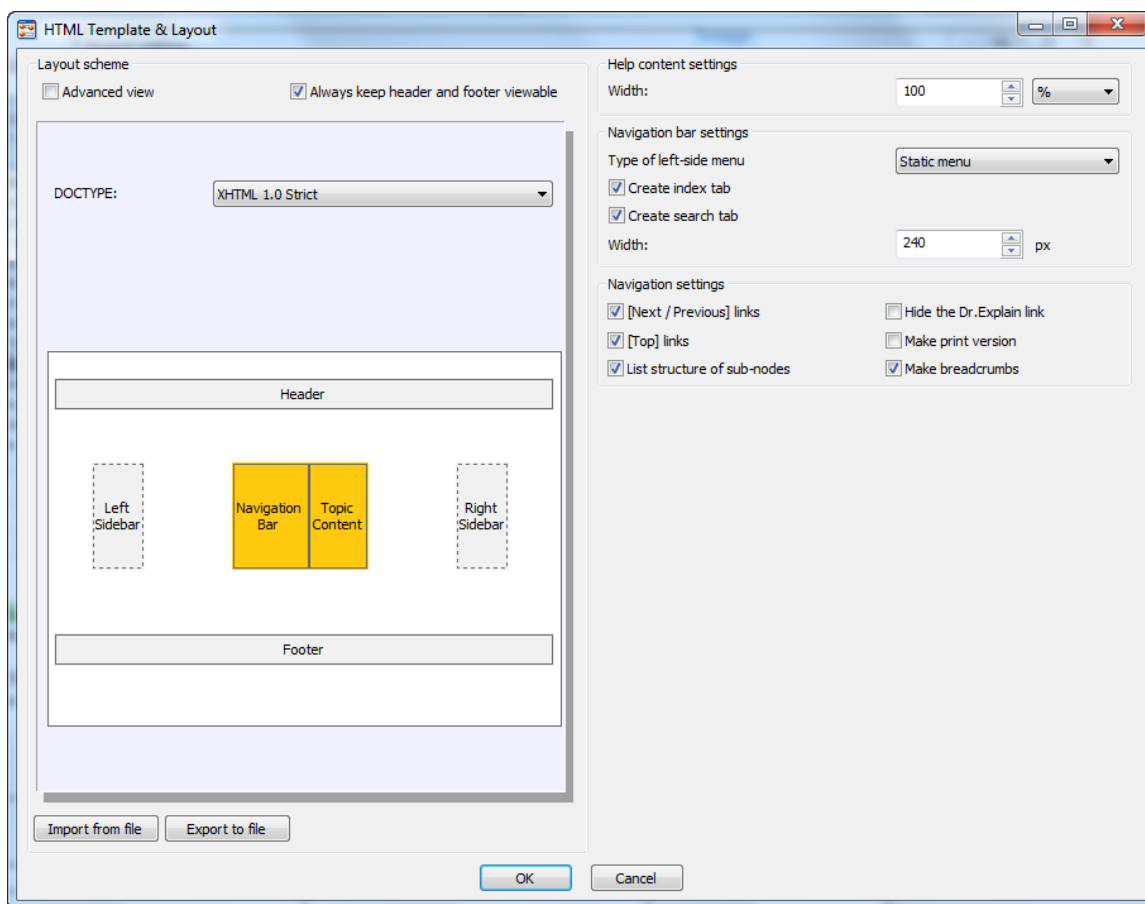 HTML Template & Layout
Layout scheme
Advanced view
Always keep header and footer viewable
DOCTYPE:
XHTML 1.0 Strict
Header
Left
Sidebar
Navigation
Bar
Topic
Content
Right
Sidebar
Footer
Import from file
Export to file
Help content settings
Width:
100
%
Navigation bar settings
Type of left-side menu
Static menu
Create index tab
Create search tab
Width:
240
px
Navigation settings
[Next / Previous] links
Hide the Dr.Explain link
[Top] links
Make print version
List structure of sub-nodes
Make breadcrumbs
OK
Cancel